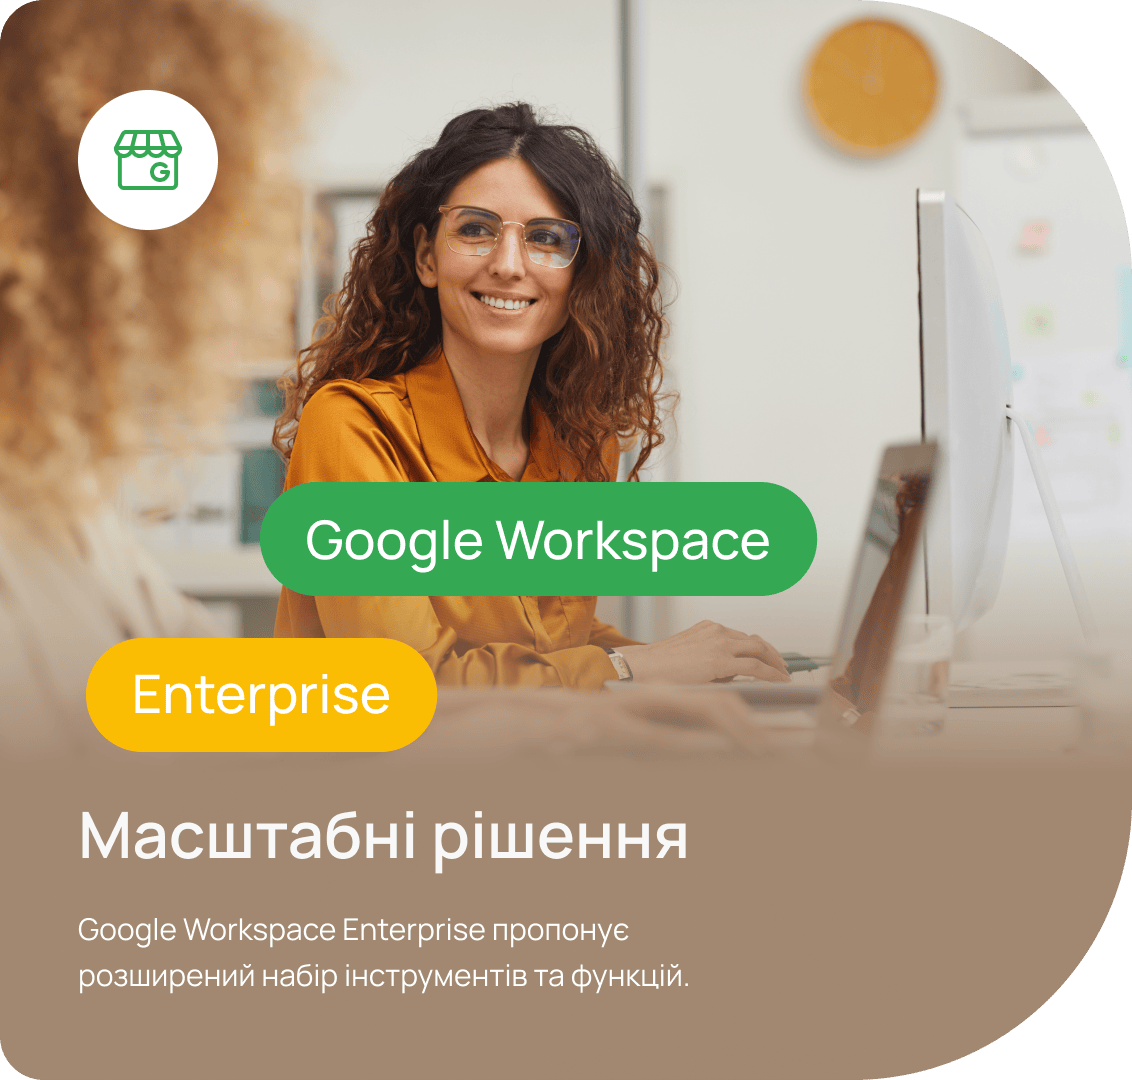 G
Google Workspace
Enterprise
Масштабні рішення
Google Workspace Enterprise пропонує
розширений набір інструментів та функцій.